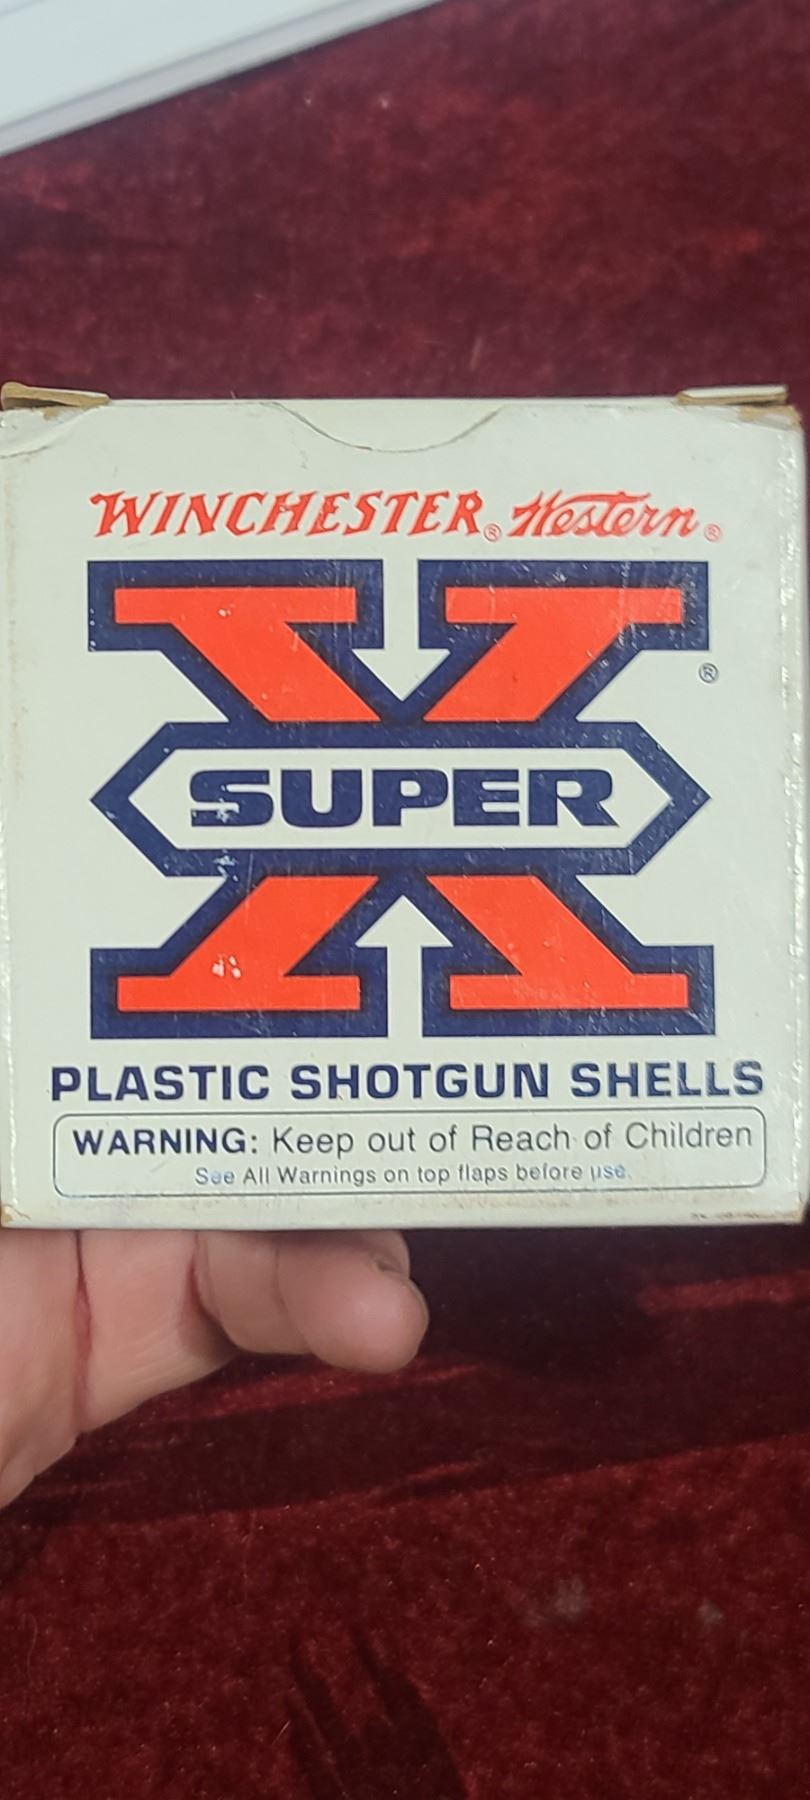 WINCHESTER® Western®
®
SUPER
X
PLASTIC SHOTGUN SHELLS
WARNING: Keep out of Reach of Children
See All Warnings on top flaps before use.